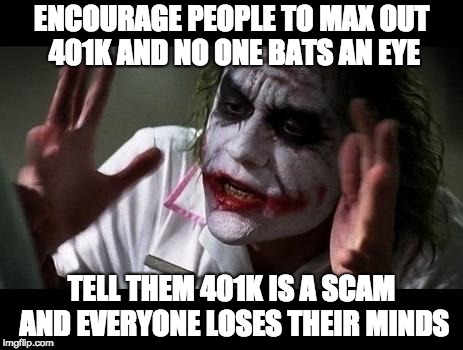 ENCOURAGE PEOPLE TO MAX OUT
401K AND NO ONE BATS AN EYE
TELL THEM 401K IS A SCAM
AND EVERYONE LOSES THEIR MINDS
imgflip.com